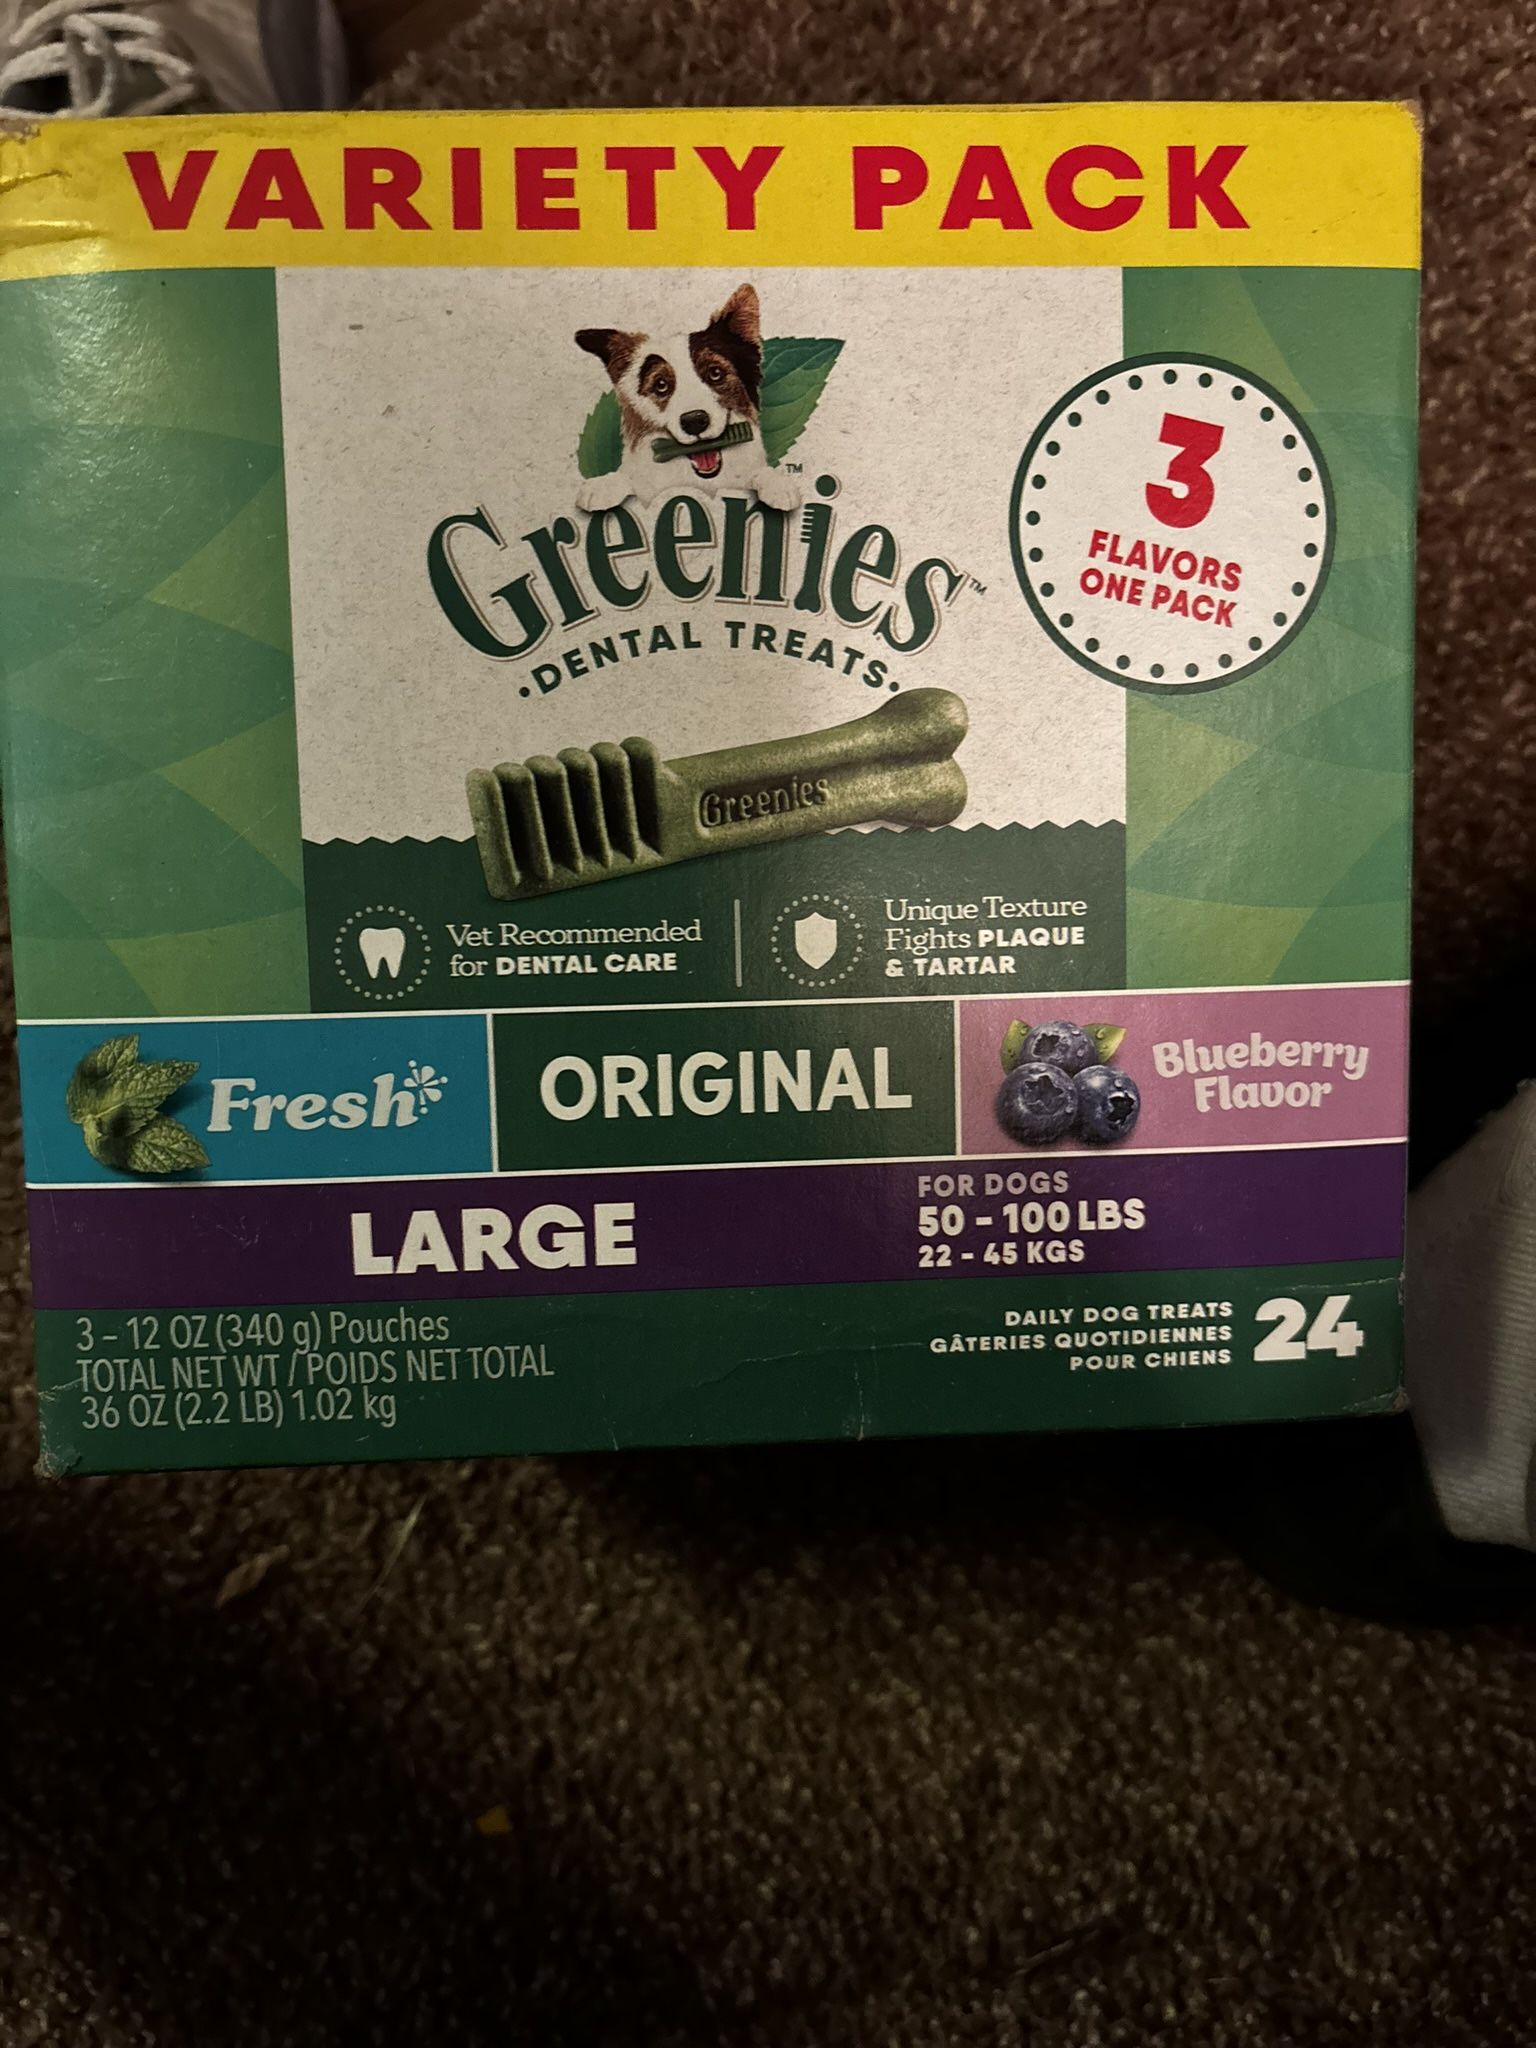 VARIETY PACK
™
Greenies™
·DENTAL TREATS·
3
FLAVORS
ONE PACK
Greenies
Vet Recommended
for DENTAL CARE
Unique Texture
Fights PLAQUE
& TARTAR
Fresh
ORIGINAL
Blueberry
Flavor
LARGE
FOR DOGS
50 - 100 LBS
22 - 45 KGS
3 – 12 OZ (340 g) Pouches
TOTAL NET WT / POIDS NET TOTAL
36 OZ (2.2 LB) 1.02 kg
DAILY DOG TREATS
GÂTERIES QUOTIDIENNES
POUR CHIENS
24